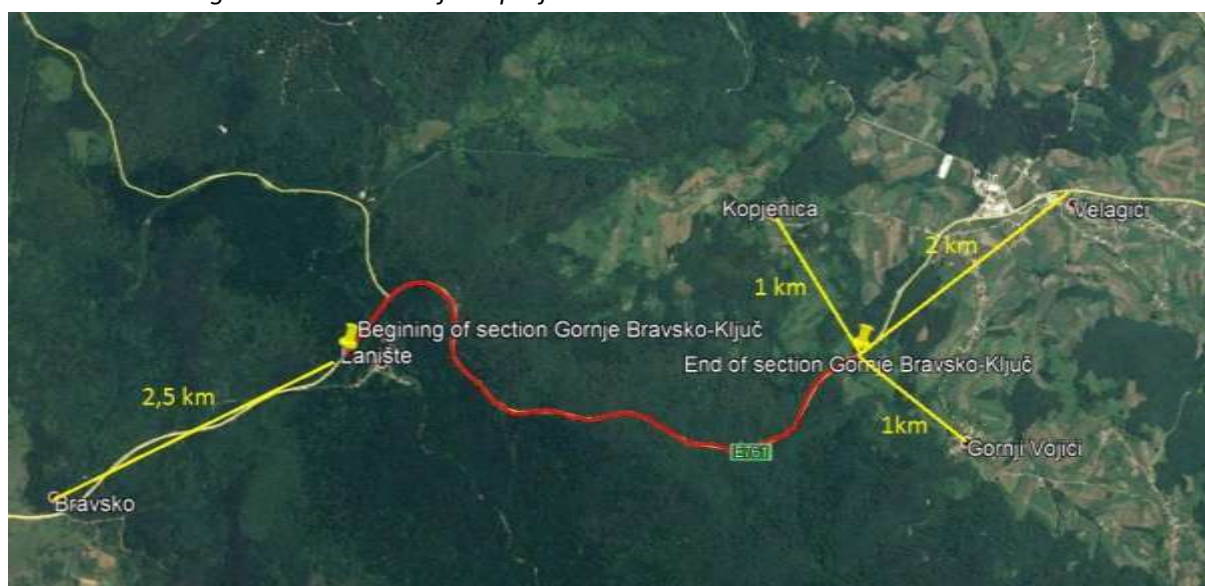 Kopjenica
Velagići
2 km
1 km
Begining of section Gornje Bravsko-Ključ
Lanište
End of section Gornje Bravsko-Ključ
2,5 km
1km
Gornji Vojići
E761
Bravsko